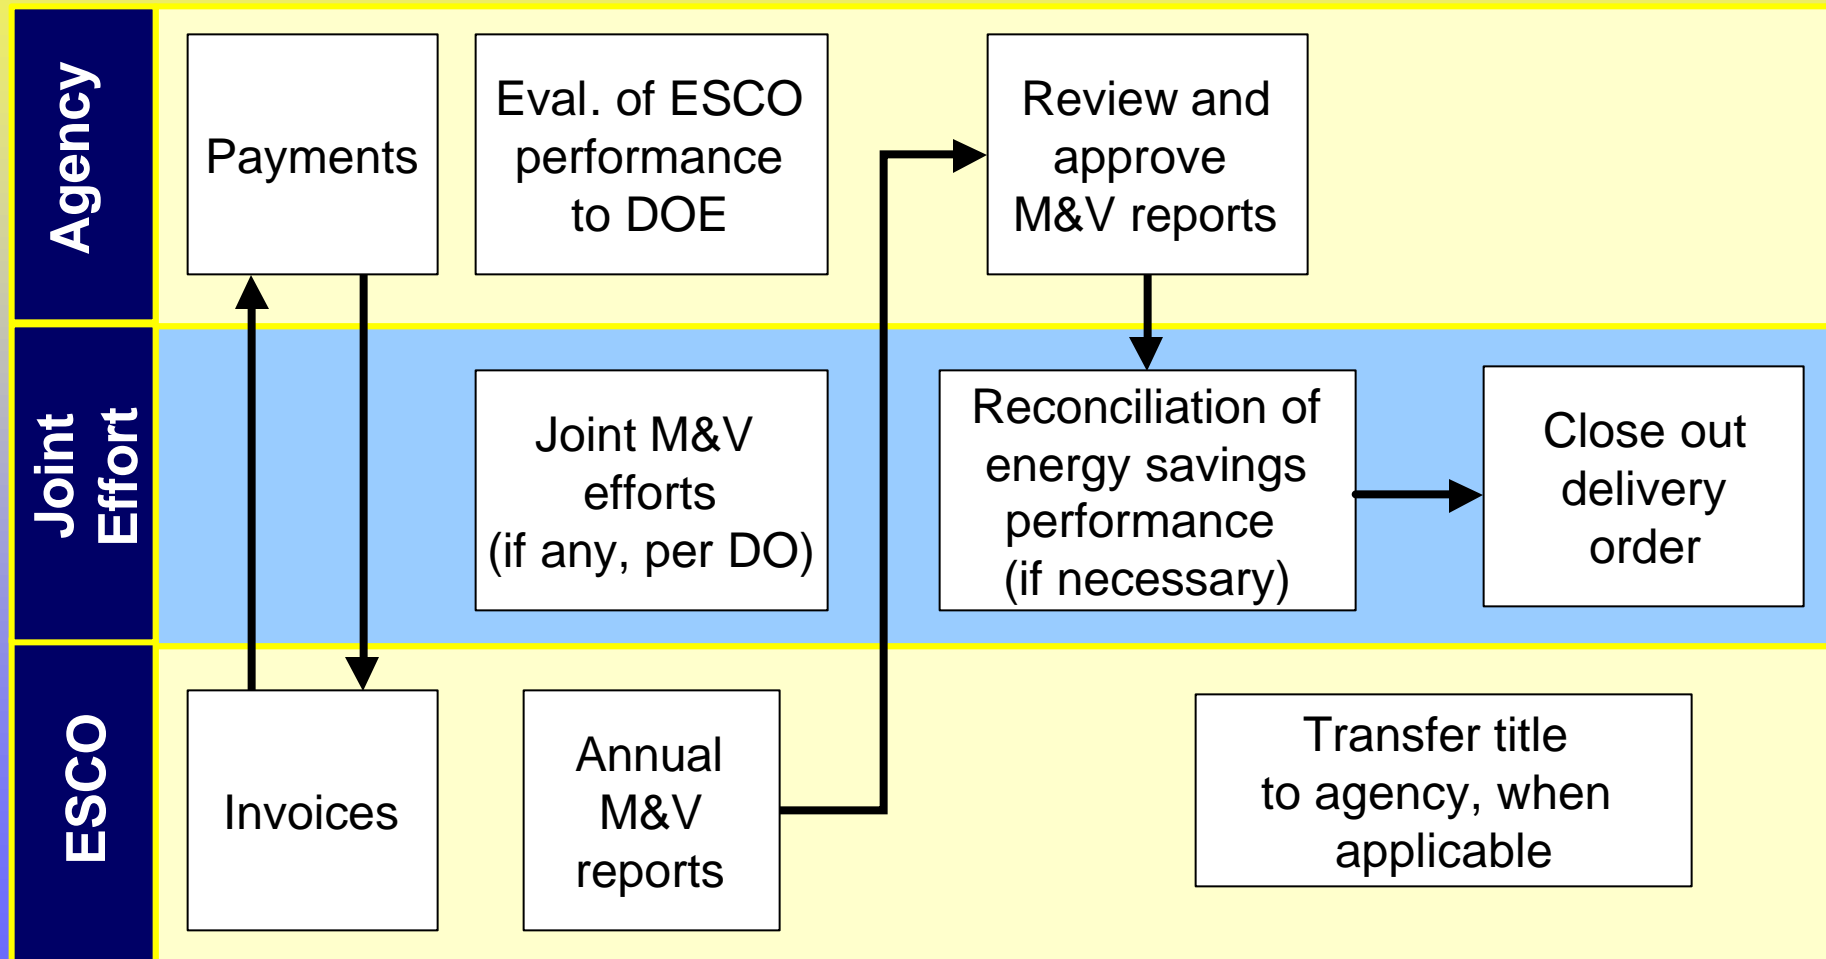 Agency
Payments
Eval. of ESCO
performance
to DOE
Review and
approve
M&V reports
Joint
Effort
Joint M&V
efforts
(if any, per DO)
Reconciliation of
energy savings
performance
(if necessary)
Close out
delivery
order
ESCO
Invoices
Annual
M&V
reports
Transfer title
to agency, when
applicable